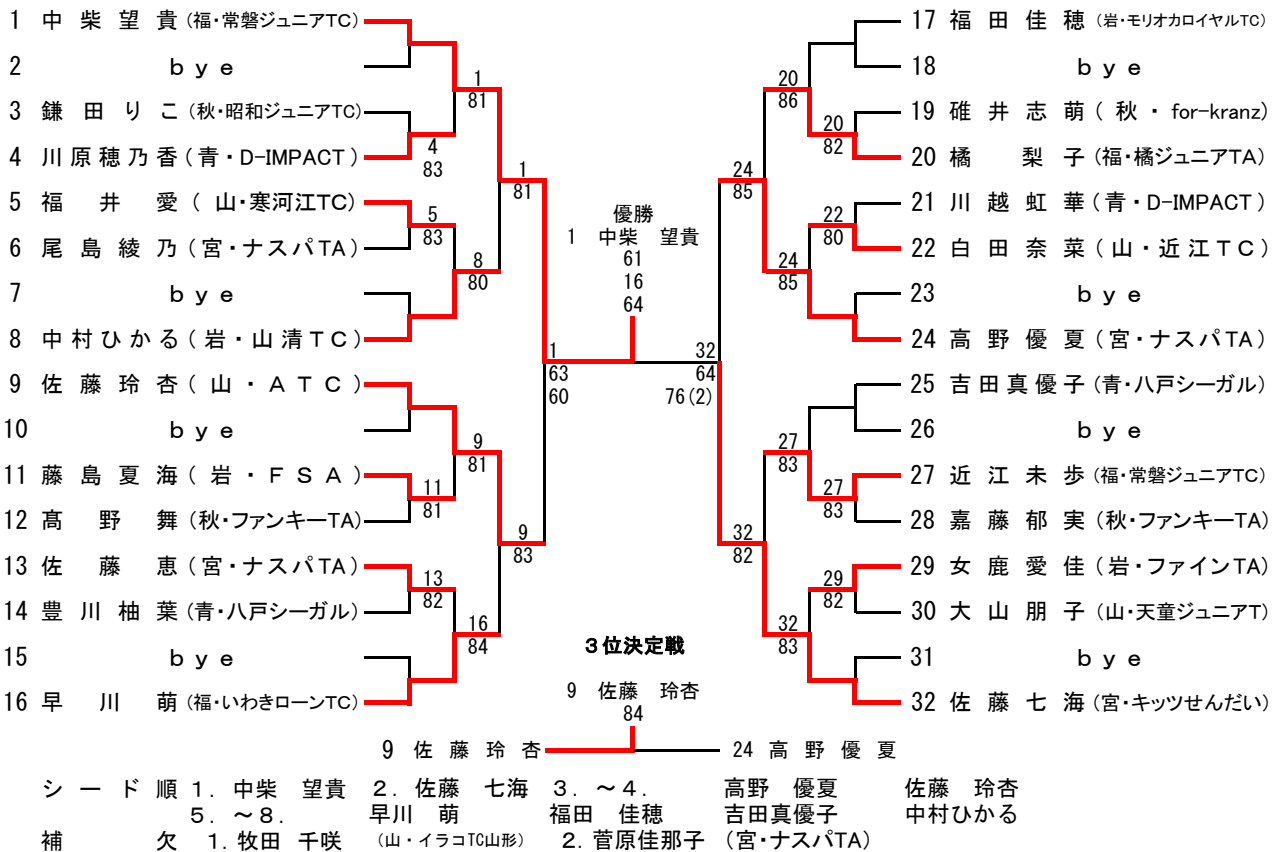 1 中柴望貴 (福・常磐ジュニアTC)
2 bye
3 鎌田りこ (秋・昭和ジュニアTC)
4 川原穂乃香 (青・D-IMPACT)
5 福井愛 (山・寒河江TC)
6 尾島綾乃 (宮・ナスパTA)
7 bye
8 中村ひかる (岩・山清TC)
9 佐藤玲杏 (山・ATC)
10 bye
11 藤島夏海 (岩・FSA)
12 髙野舞 (秋・ファンキーTA)
13 佐藤恵 (宮・ナスパTA)
14 豊川柚葉 (青・八戸シーガル)
15 bye
16 早川萌 (福・いわきローンTC)
4
83
5
83
11
81
13
82
1
81
8
80
9
81
16
84
1
81
9
83
1
63
60
優勝
1 中柴 望貴
61
16
64
32
64
76(2)
24
85
32
82
20
86
24
85
27
83
32
83
20
82
22
80
27
83
29
82
17 福田佳穂 (岩・モリオカロイヤルTC)
18 bye
19 碓井志萌 (秋・for-kranz)
20 橘梨子 (福・橘ジュニアTA)
21 川越虹華 (青・D-IMPACT)
22 白田奈菜 (山・近江TC)
23 bye
24 高野優夏 (宮・ナスパTA)
25 吉田真優子 (青・八戸シーガル)
26 bye
27 近江未歩 (福・常磐ジュニアTC)
28 嘉藤郁実 (秋・ファンキーTA)
29 女鹿愛佳 (岩・ファインTA)
30 大山朋子 (山・天童ジュニアT)
31 bye
32 佐藤七海 (宮・キッツせんだい)
3位決定戦
9 佐藤 玲杏
84
9 佐藤玲杏 24 高野優夏
シード順 1. 中柴 望貴 2. 佐藤 七海 3. ～4. 高野 優夏 佐藤 玲杏
5. ～8. 早川 萌 福田 佳穂 吉田真優子 中村ひかる
補欠 1. 牧田 千咲 (山・イラコTC山形) 2. 菅原佳那子 (宮・ナスパTA)